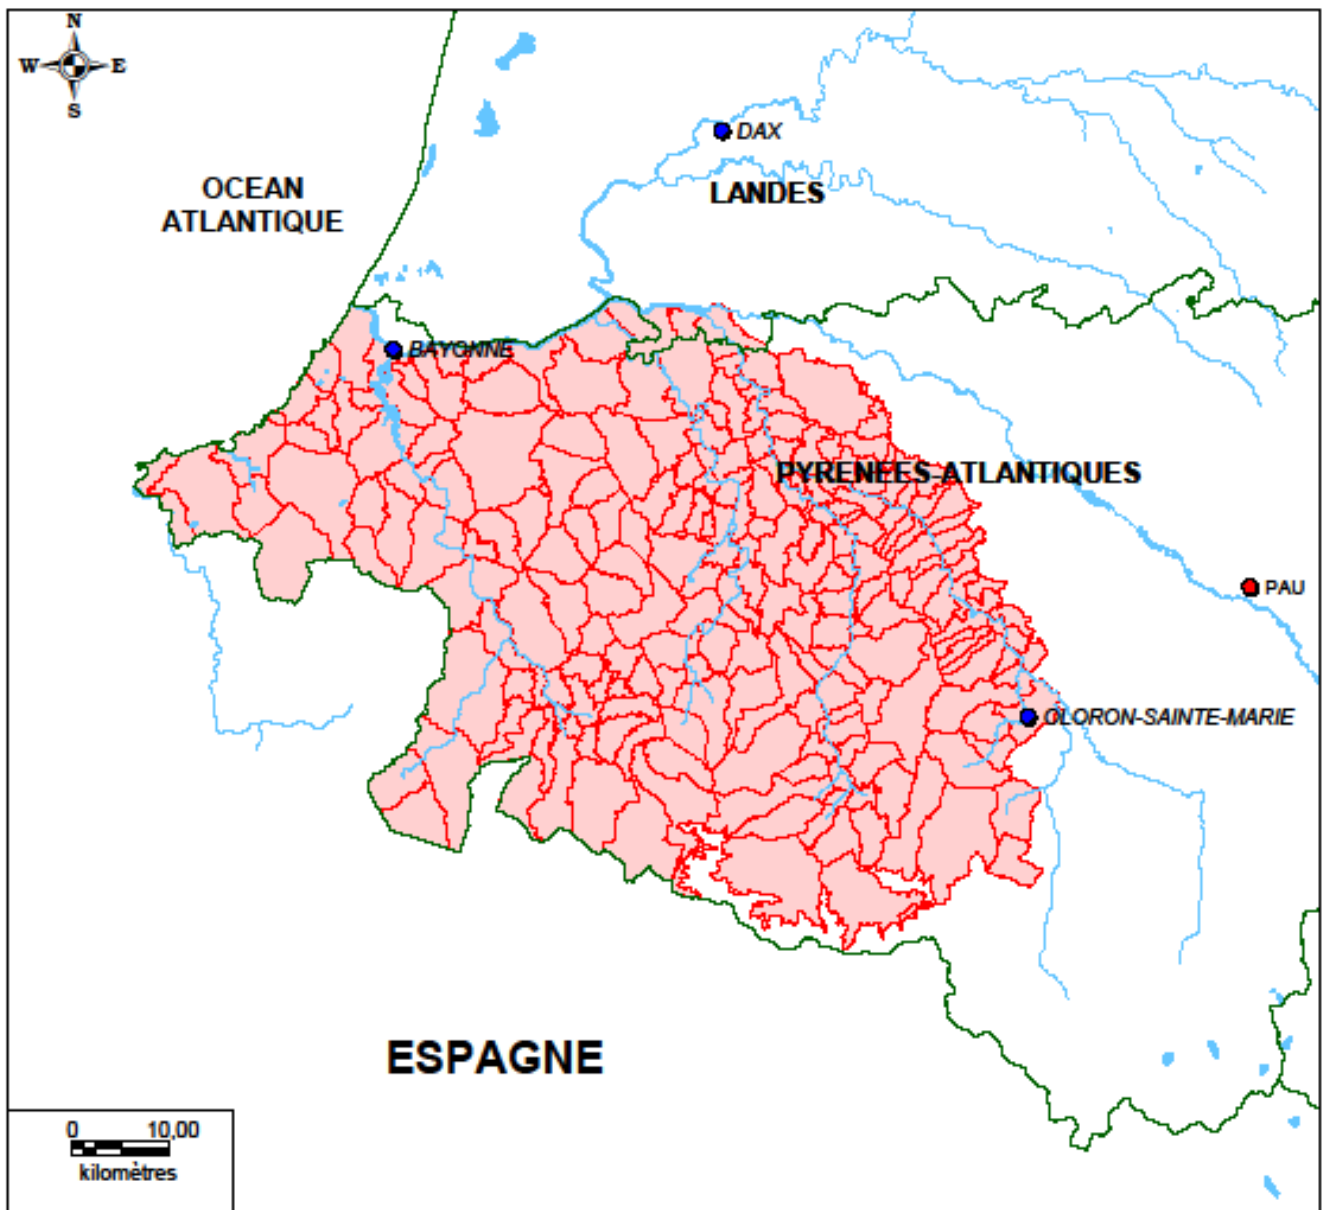 N
W E
S
DAX
OCEAN
ATLANTIQUE
LANDES
BAYONNE
PYRENEES-ATLANTIQUES
PAU
OLORON-SAINTE-MARIE
ESPAGNE
0 10,00
kilomètres